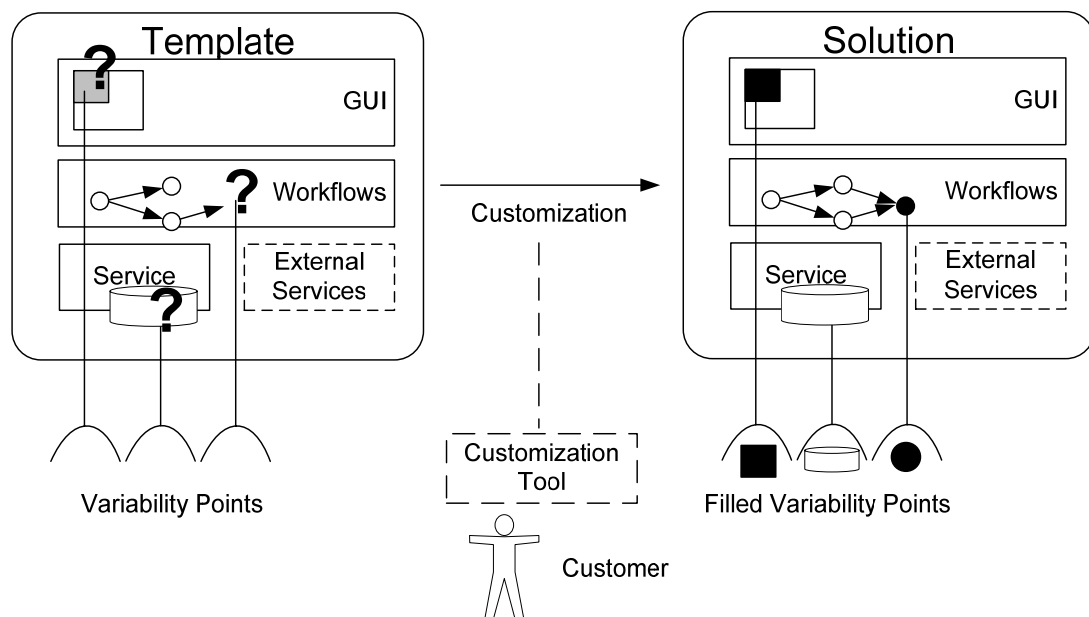 Template
?
GUI
?
Workflows
Service
?
External
Services
Variability Points
Customization
Customization
Tool
Customer
Solution
GUI
Workflows
Service
External
Services
Filled Variability Points